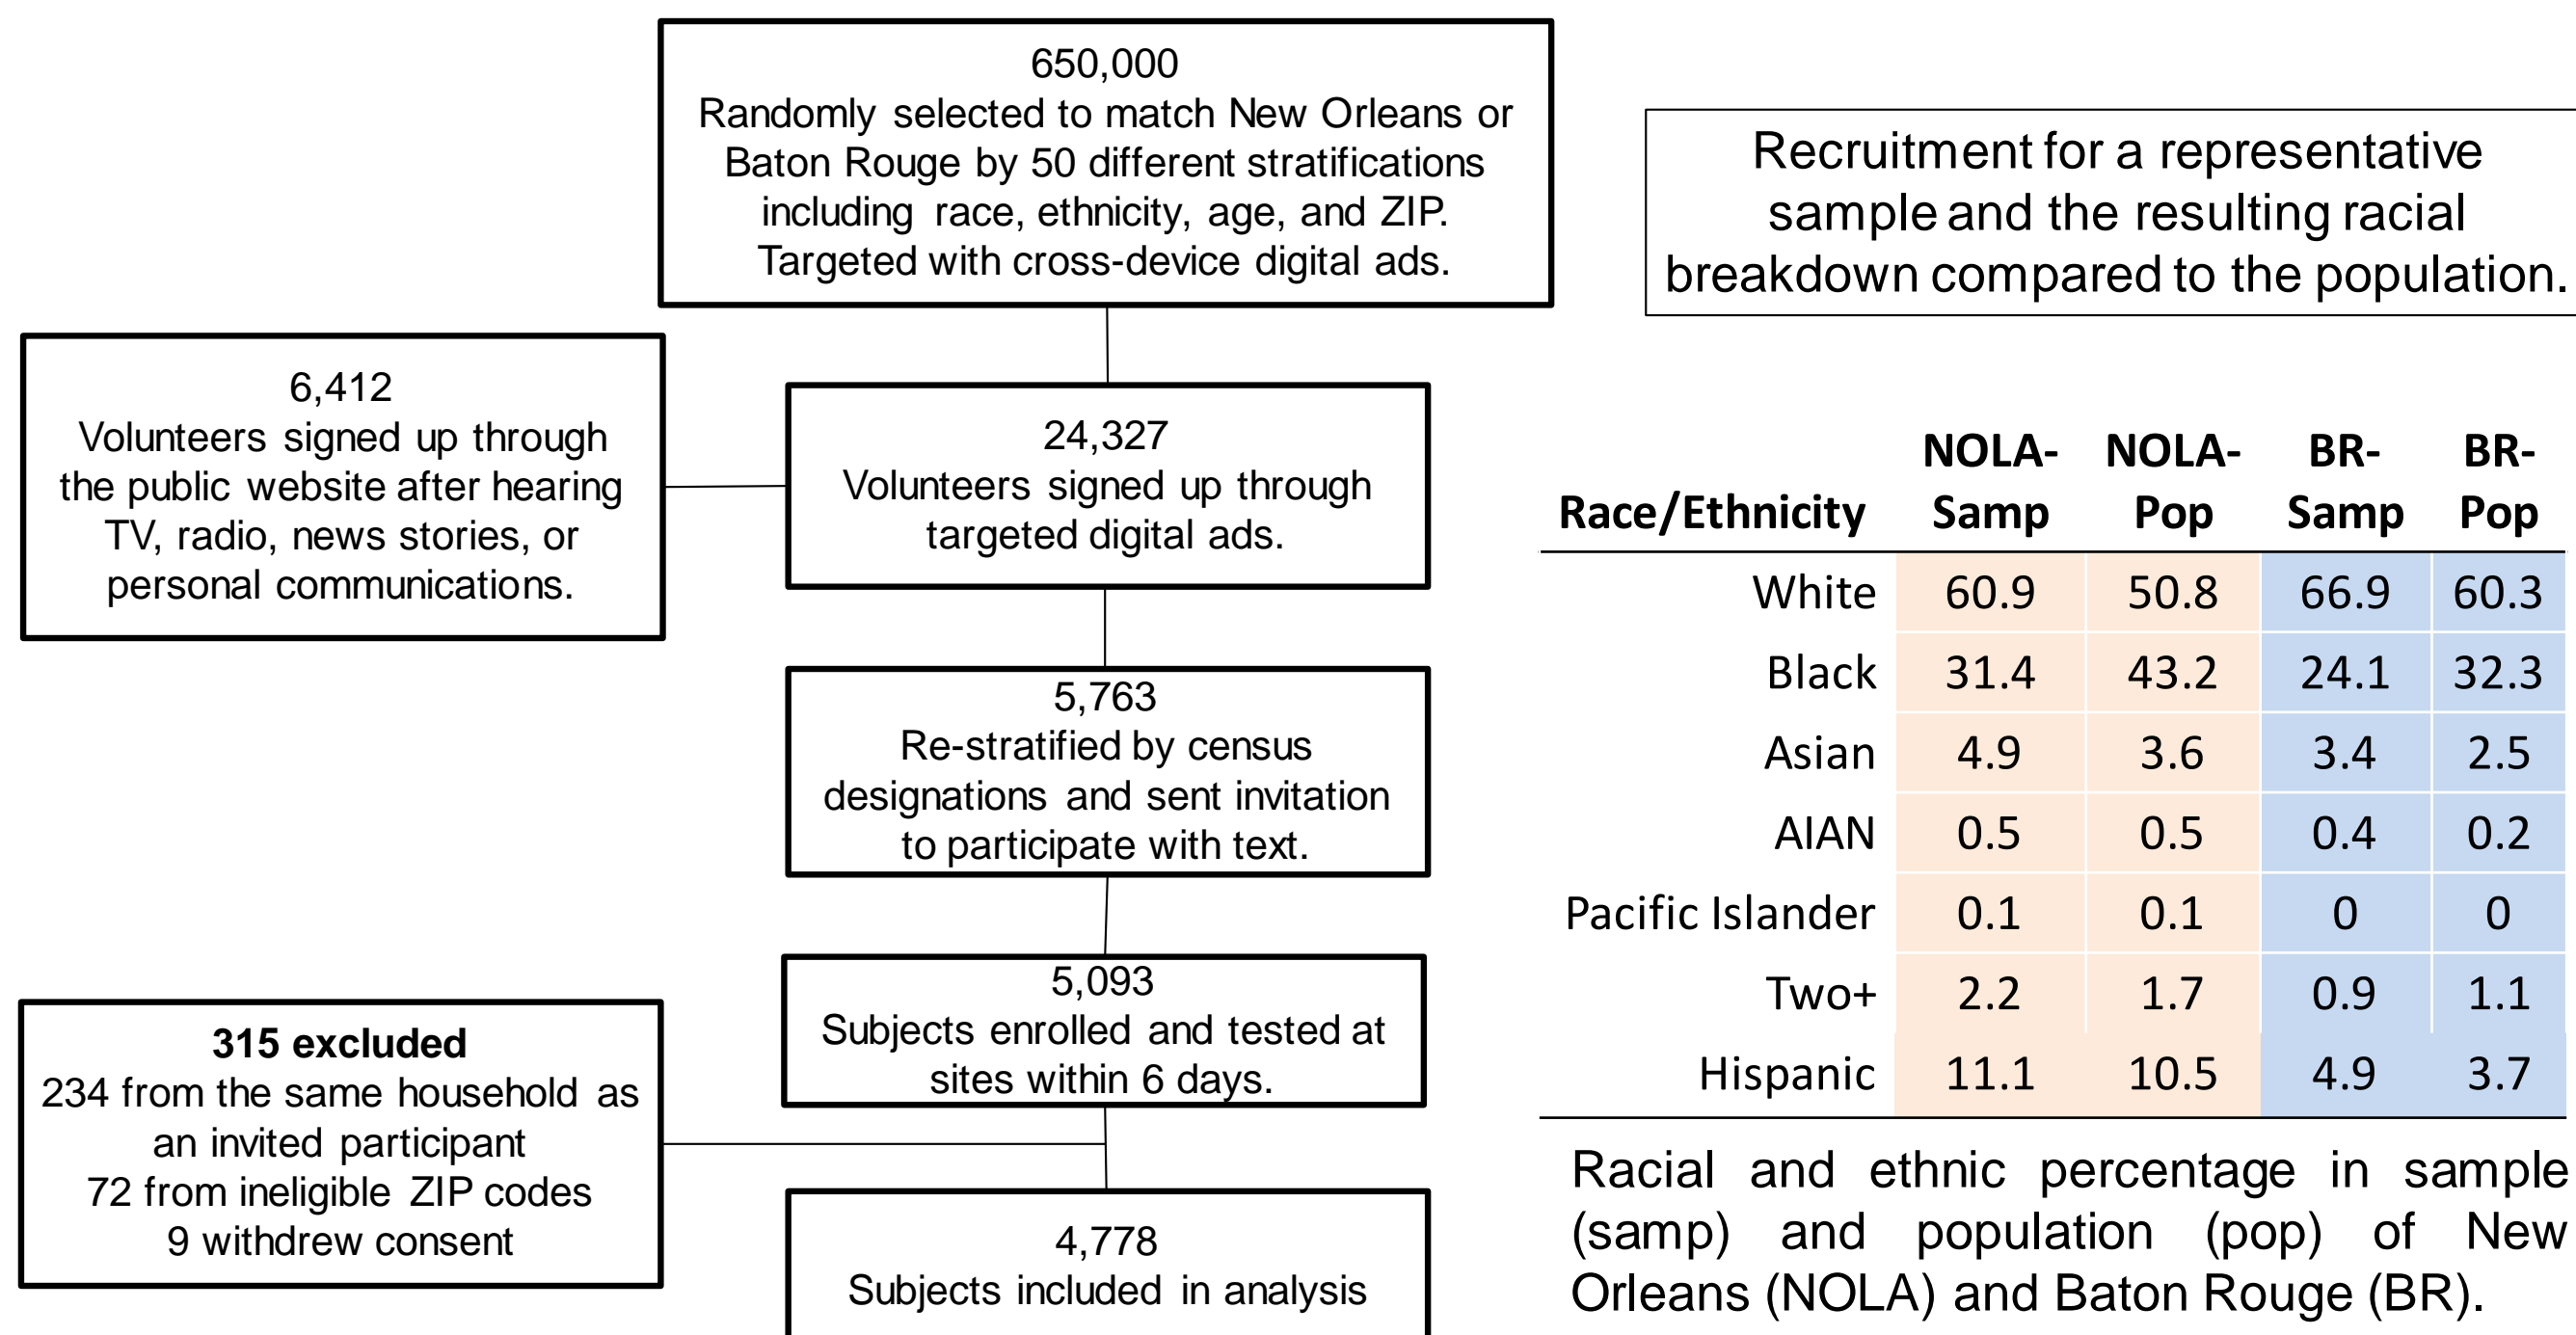 650,000
Randomly selected to match New Orleans or
Baton Rouge by 50 different stratifications
including race, ethnicity, age, and ZIP.
Targeted with cross-device digital ads.
6,412
Volunteers signed up through
the public website after hearing
TV, radio, news stories, or
personal communications.
24,327
Volunteers signed up through
targeted digital ads.
5,763
Re-stratified by census
designations and sent invitation
to participate with text.
5,093
Subjects enrolled and tested at
sites within 6 days.
315 excluded
234 from the same household as
an invited participant
72 from ineligible ZIP codes
9 withdrew consent
4,778
Subjects included in analysis
Recruitment for a representative
sample and the resulting racial
breakdown compared to the population.
NOLA- NOLA- BR- BR-
Race/Ethnicity Samp Pop Samp Pop
White 60.9 50.8 66.9 60.3
Black 31.4 43.2 24.1 32.3
Asian 4.9 3.6 3.4 2.5
AIAN 0.5 0.5 0.4 0.2
Pacific Islander 0.1 0.1 0 0
Two+ 2.2 1.7 0.9 1.1
Hispanic 11.1 10.5 4.9 3.7
Racial and ethnic percentage in sample
(samp) and population (pop) of New
Orleans (NOLA) and Baton Rouge (BR).